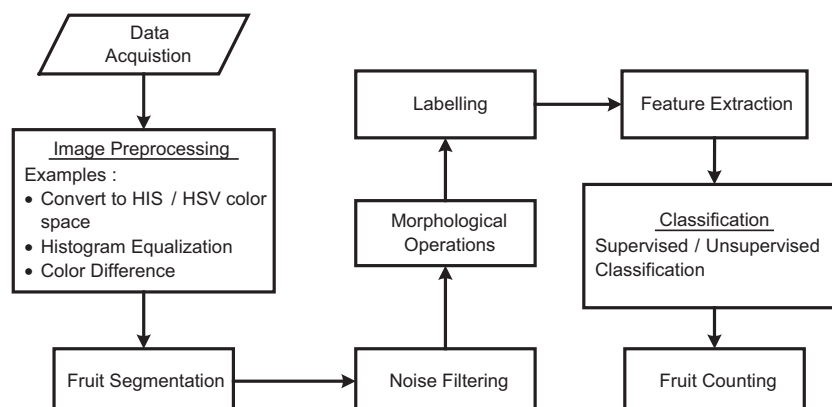 Data
Acquistion
Image Preprocessing
Examples :
• Convert to HIS / HSV color
space
• Histogram Equalization
• Color Difference
Fruit Segmentation
Noise Filtering
Morphological
Operations
Labelling
Feature Extraction
Classification
Supervised / Unsupervised
Classification
Fruit Counting